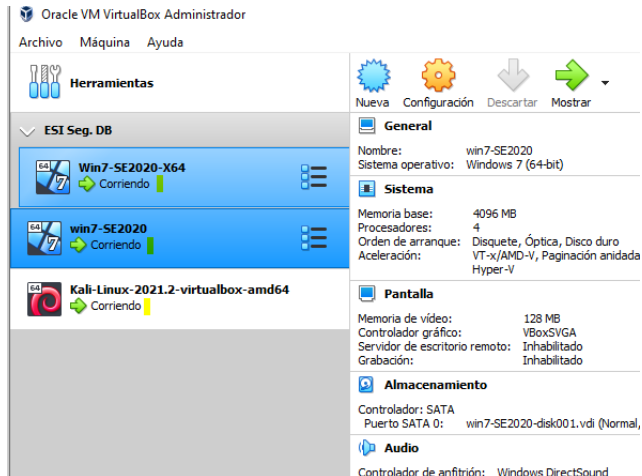 Oracle VM VirtualBox Administrador
Archivo Máquina Ayuda
Herramientas
Nueva Configuración Descartar Mostrar
ESI Seg. DB
64
Win7-SE2020-X64
Corriendo
64
win7-SE2020
Corriendo
64
Kali-Linux-2021.2-virtualbox-amd64
Corriendo
General
Nombre: win7-SE2020
Sistema operativo: Windows 7 (64-bit)
Sistema
Memoria base: 4096 MB
Procesadores: 4
Orden de arranque: Disquete, Óptica, Disco duro
Aceleración: VT-x/AMD-V, Paginación anidada
Hyper-V
Pantalla
Memoria de vídeo: 128 MB
Controlador gráfico: VBoxSVGA
Servidor de escritorio remoto: Inhabilitado
Grabación: Inhabilitado
Almacenamiento
Controlador: SATA
Puerto SATA 0: win7-SE2020-disk001.vdi (Normal,
Audio
Controlador de anfitrión: Windows DirectSound